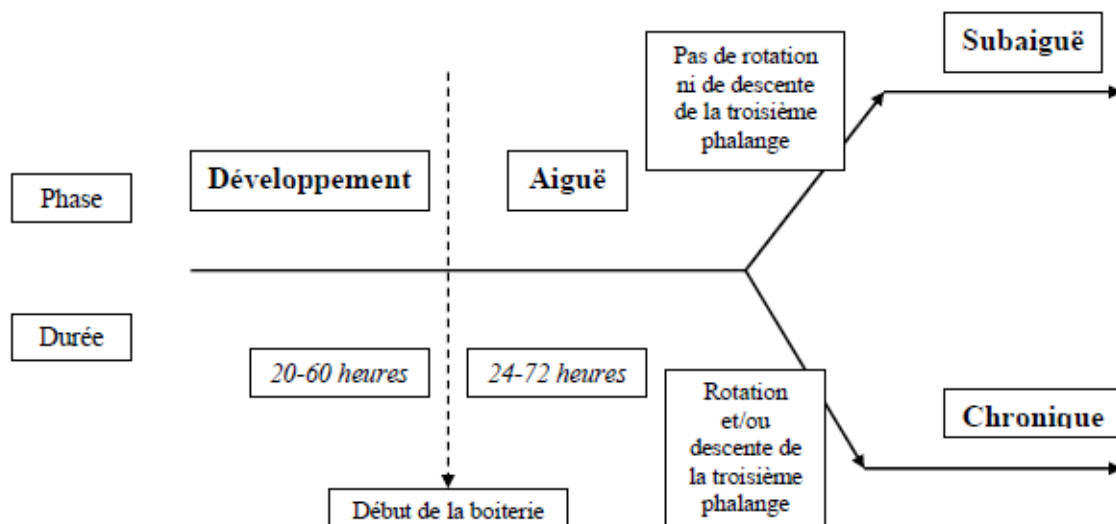 Subaiguë
Pas de rotation
ni de descente
de la troisième
phalange
Phase
Développement
Aiguë
Durée
20-60 heures
24-72 heures
Rotation
et/ou
descente de
la troisième
phalange
Chronique
Début de la boiterie